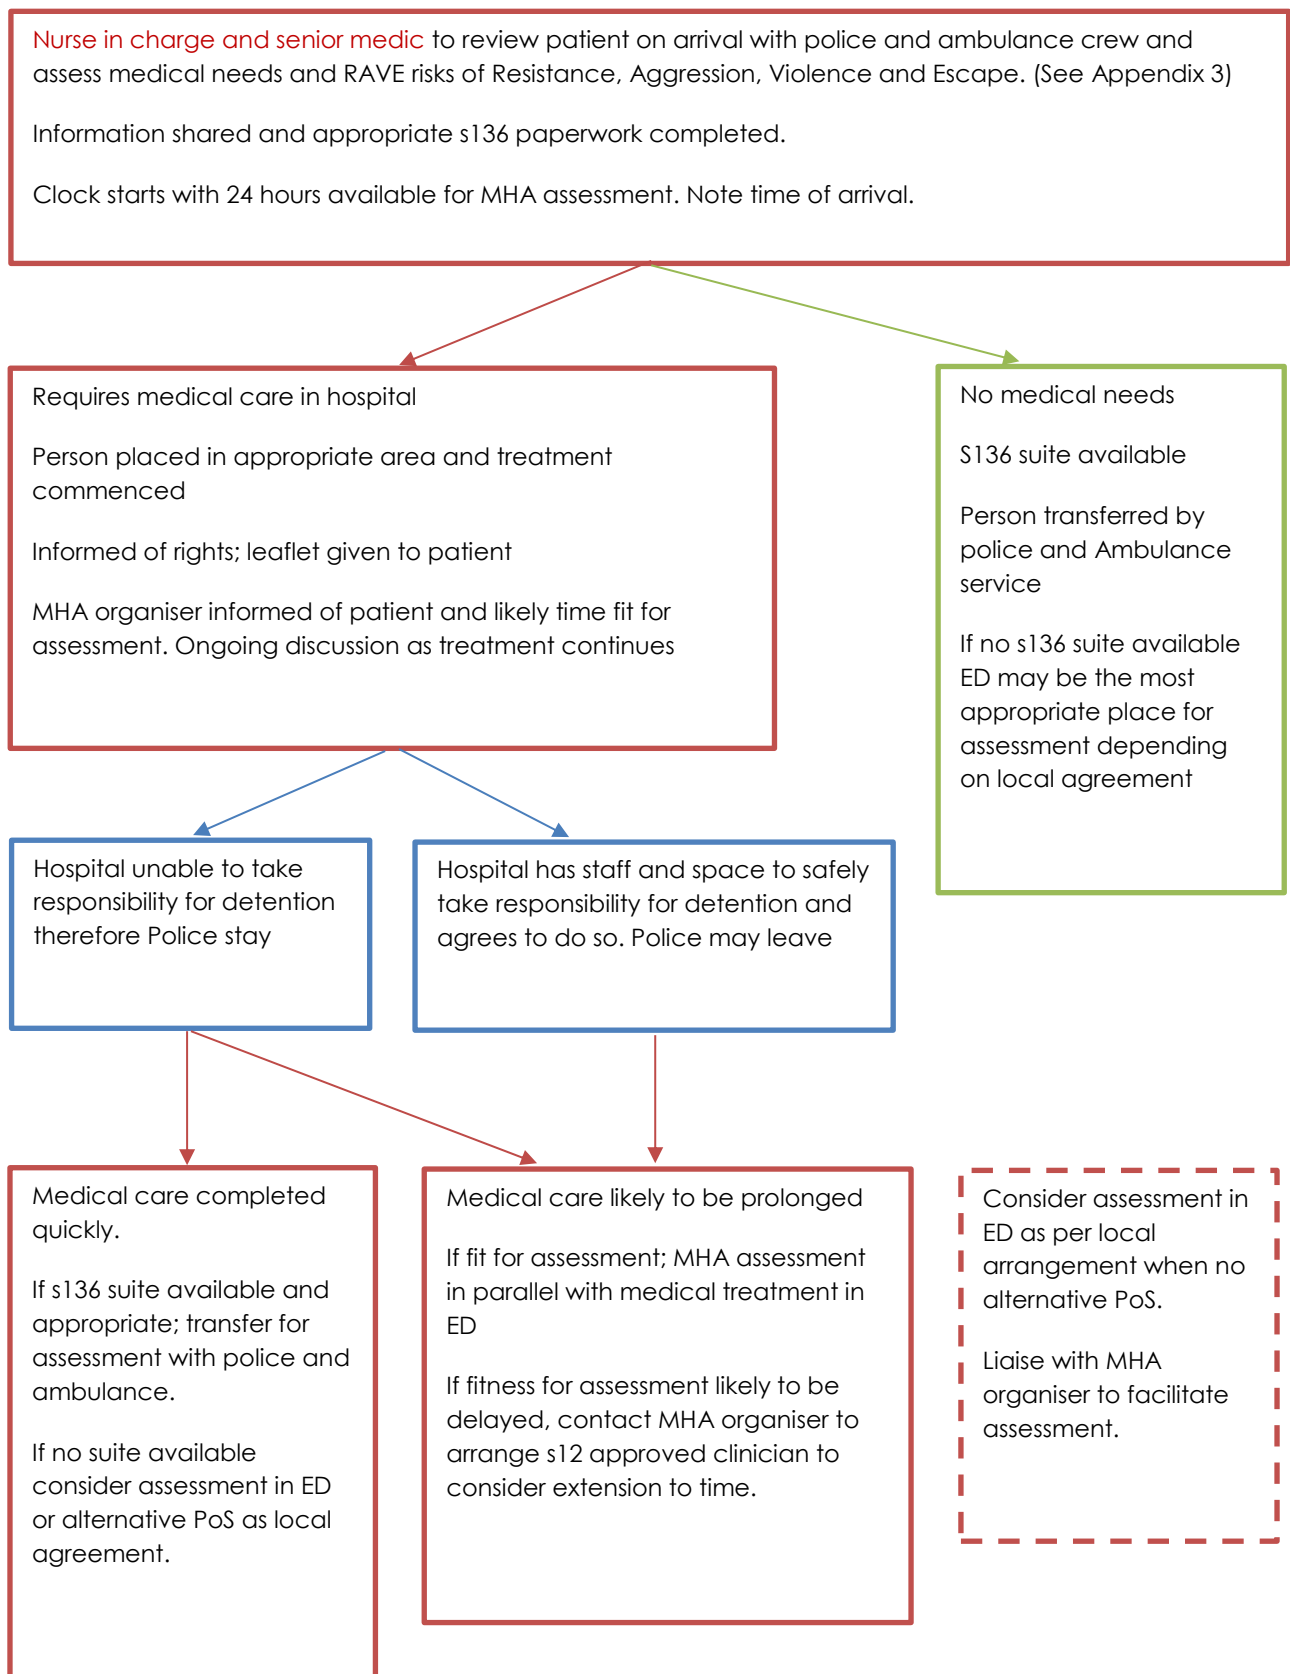 Nurse in charge and senior medic to review patient on arrival with police and ambulance crew and
assess medical needs and RAVE risks of Resistance, Aggression, Violence and Escape. (See Appendix 3)
Information shared and appropriate s136 paperwork completed.
Clock starts with 24 hours available for MHA assessment. Note time of arrival.
Requires medical care in hospital
Person placed in appropriate area and treatment
commenced
Informed of rights; leaflet given to patient
MHA organiser informed of patient and likely time fit for
assessment. Ongoing discussion as treatment continues
No medical needs
S136 suite available
Person transferred by
police and Ambulance
service
If no s136 suite available
ED may be the most
appropriate place for
assessment depending
on local agreement
Hospital unable to take
responsibility for detention
therefore Police stay
Hospital has staff and space to safely
take responsibility for detention and
agrees to do so. Police may leave
Medical care completed
quickly.
If s136 suite available and
appropriate; transfer for
assessment with police and
ambulance.
If no suite available
consider assessment in ED
or alternative PoS as local
agreement.
Medical care likely to be prolonged
If fit for assessment; MHA assessment
in parallel with medical treatment in
ED
If fitness for assessment likely to be
delayed, contact MHA organiser to
arrange s12 approved clinician to
consider extension to time.
Consider assessment in
ED as per local
arrangement when no
alternative PoS.
Liaise with MHA
organiser to facilitate
assessment.